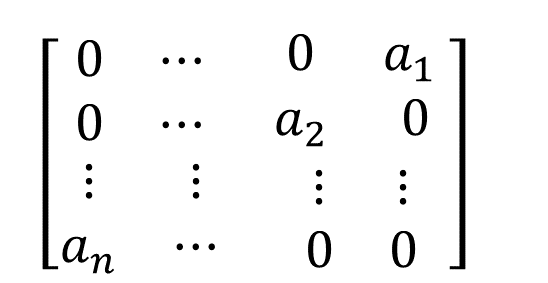 0 ⋯ 0 a₁
0 ⋯ a₂ 0
⋮ ⋮ ⋮ ⋮
aₙ ⋯ 0 0